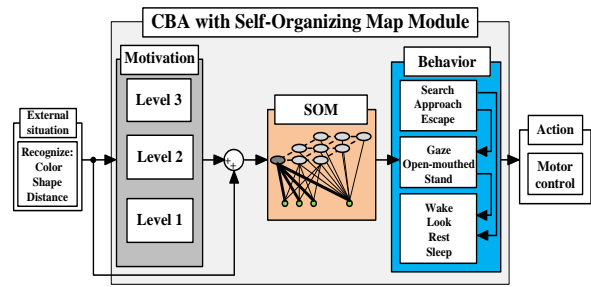 CBA with Self-Organizing Map Module
External
situation
Recognize:
Color
Shape
Distance
Motivation
Level 3
Level 2
Level 1
+
+
SOM
Behavior
Search
Approach
Escape
Gaze
Open-mouthed
Stand
Wake
Look
Rest
Sleep
Action
Motor
control